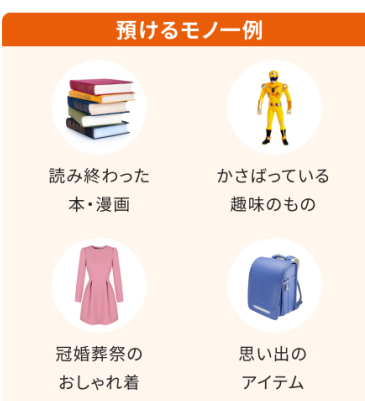 預けるモノ一例
読み終わった
本・漫画
かさばっている
趣味のもの
冠婚葬祭の
おしゃれ着
思い出の
アイテム